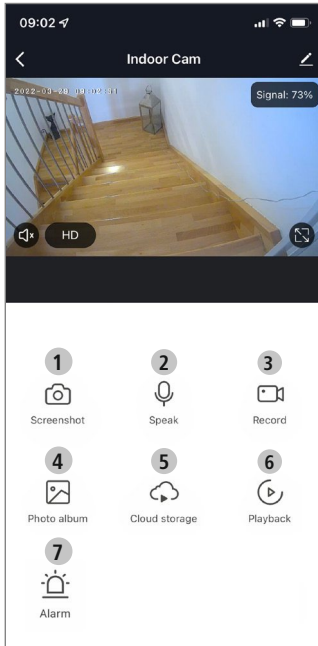 09:02
Indoor Cam
2022-03-29 09:02:31
Signal: 73%
HD
1 2 3
Screenshot Speak Record
4 5 6
Photo album Cloud storage Playback
7
Alarm